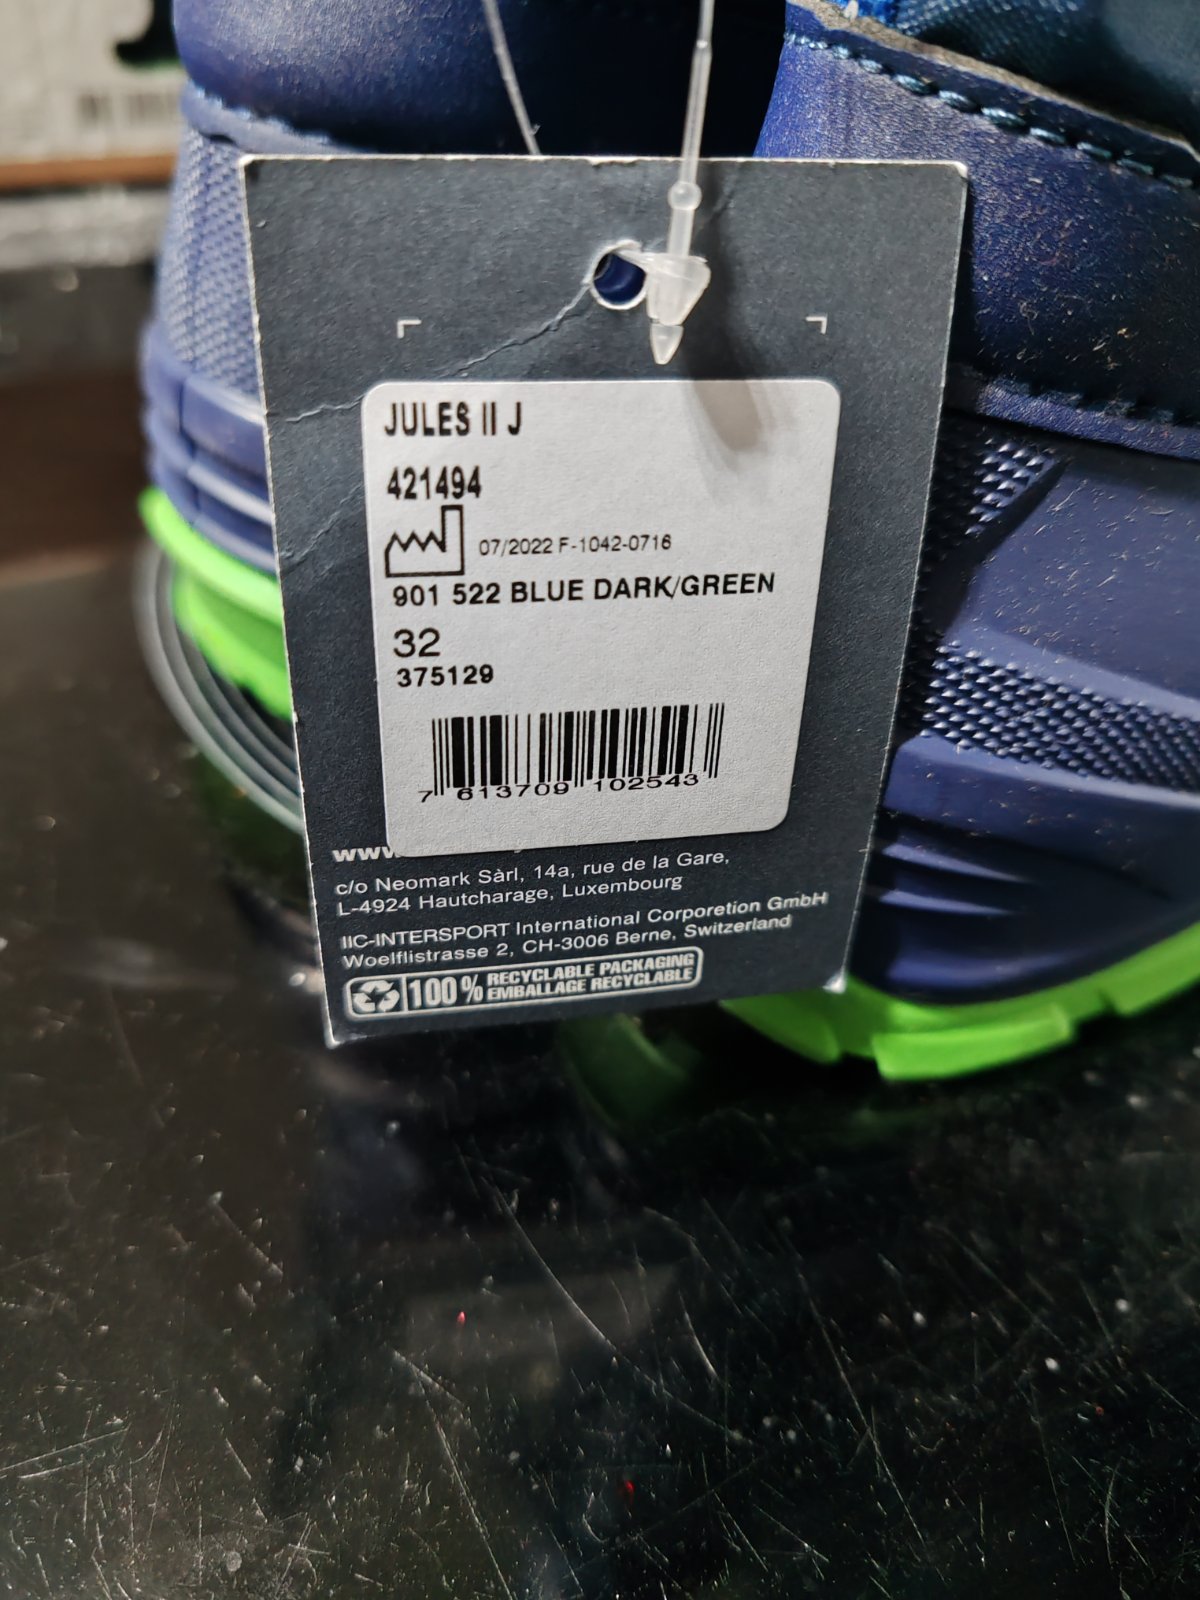 JULES II J
421494
07/2022 F-1042-0716
901 522 BLUE DARK/GREEN
32
375129
7 613709 102543
www.
c/o Neomark Sàrl, 14a, rue de la Gare,
L-4924 Hautcharage, Luxembourg
IIC-INTERSPORT International Corporetion GmbH
Woelflistrasse 2, CH-3006 Berne, Switzerland
100% RECYCLABLE PACKAGING
EMBALLAGE RECYCLABLE